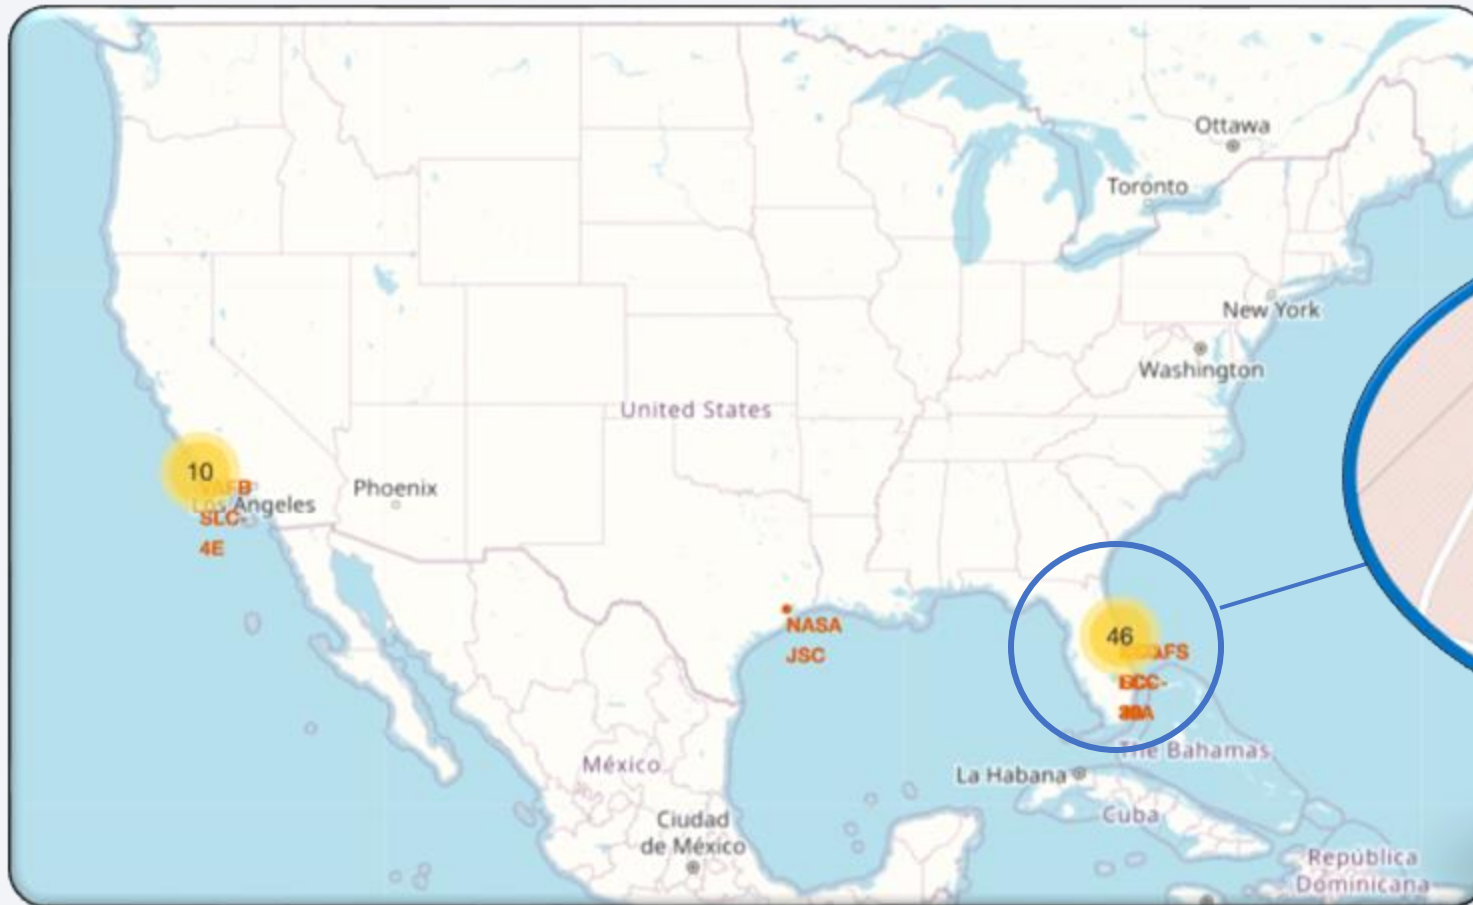 Ottawa
Toronto
New York
Washington
United States
10
Los Angeles
SLC-
4E
Phoenix
NASA
JSC
46
The Bahamas
La Habana
México
Cuba
Ciudad
de México
República
Dominicana